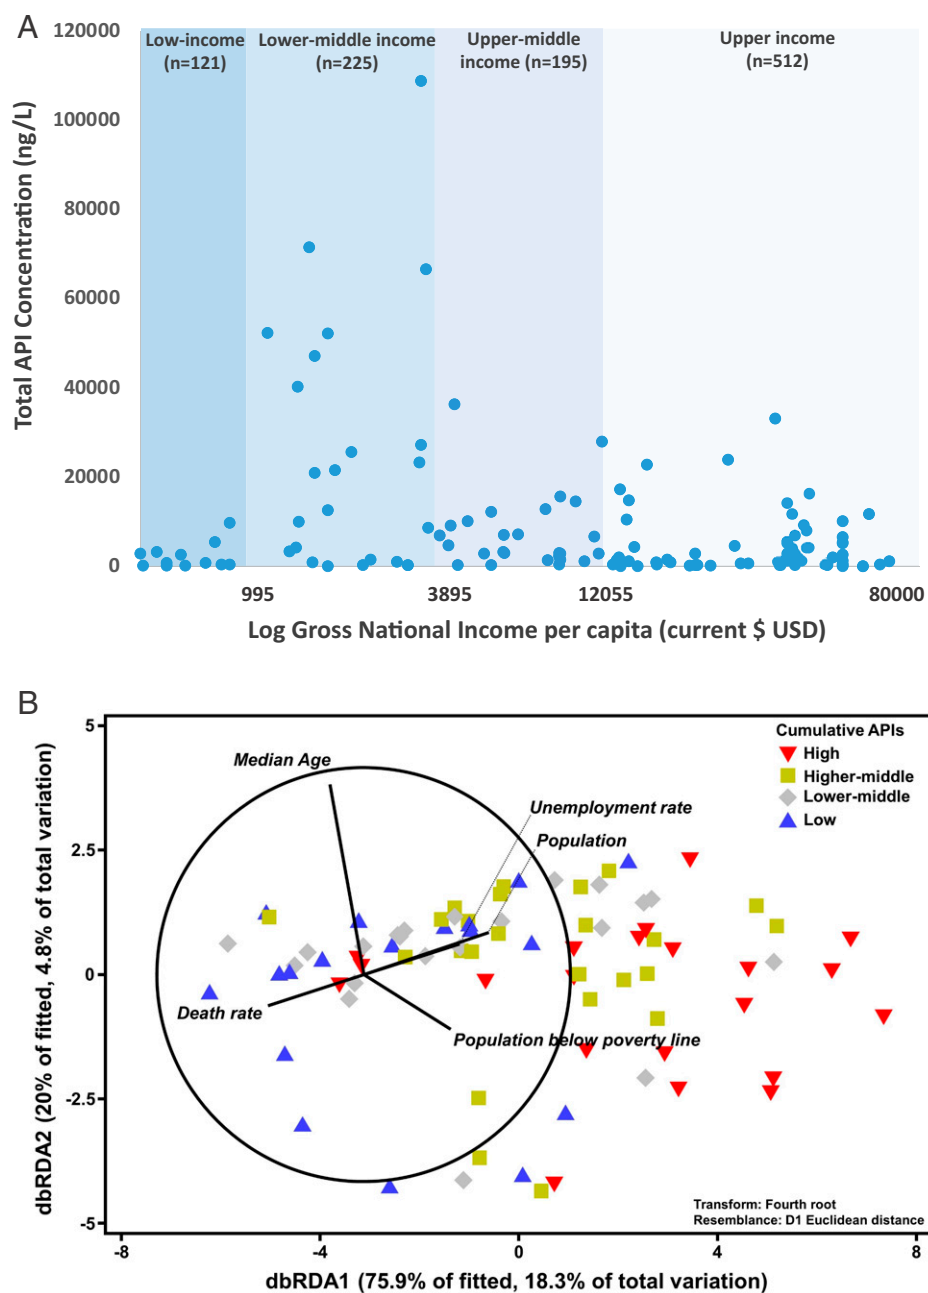 A
Total API Concentration (ng/L)
120000
100000
80000
60000
40000
20000
0
Low-income
(n=121)
Lower-middle income
(n=225)
Upper-middle
income (n=195)
Upper income
(n=512)
995
3895
12055
80000
Log Gross National Income per capita (current $ USD)
B
dbRDA2 (20% of fitted, 4.8% of total variation)
5
2.5
0
-2.5
-5
Cumulative APIs
High
Higher-middle
Lower-middle
Low
Median Age
Unemployment rate
Population
Death rate
Population below poverty line
Transform: Fourth root
Resemblance: D1 Euclidean distance
-8
-4
0
4
8
dbRDA1 (75.9% of fitted, 18.3% of total variation)